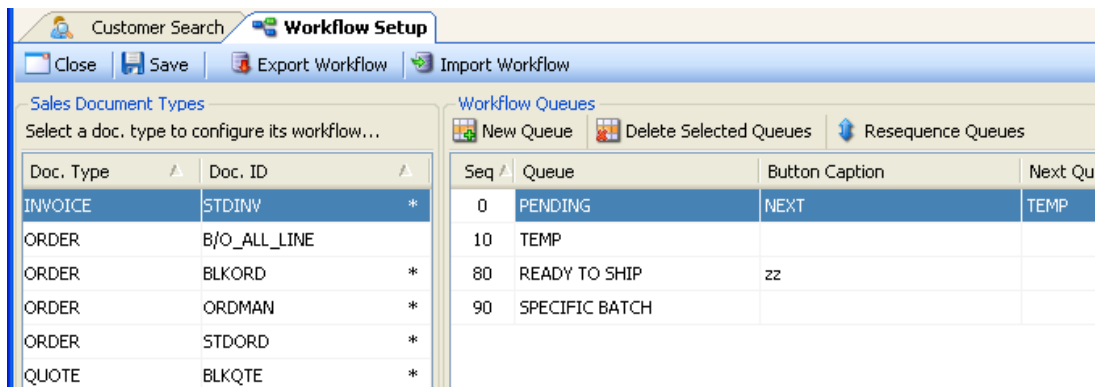 Customer Search Workflow Setup
Close Save Export Workflow Import Workflow
Sales Document Types Workflow Queues
Select a doc. type to configure its workflow... New Queue Delete Selected Queues Resequence Queues
Doc. Type Doc. ID Seq Queue Button Caption Next Qu
INVOICE STDINV * 0 PENDING NEXT TEMP
ORDER B/O_ALL_LINE 10 TEMP
ORDER BLKORD * 80 READY TO SHIP zz
ORDER ORDMAN * 90 SPECIFIC BATCH
ORDER STDORD *
QUOTE BLKQTE *